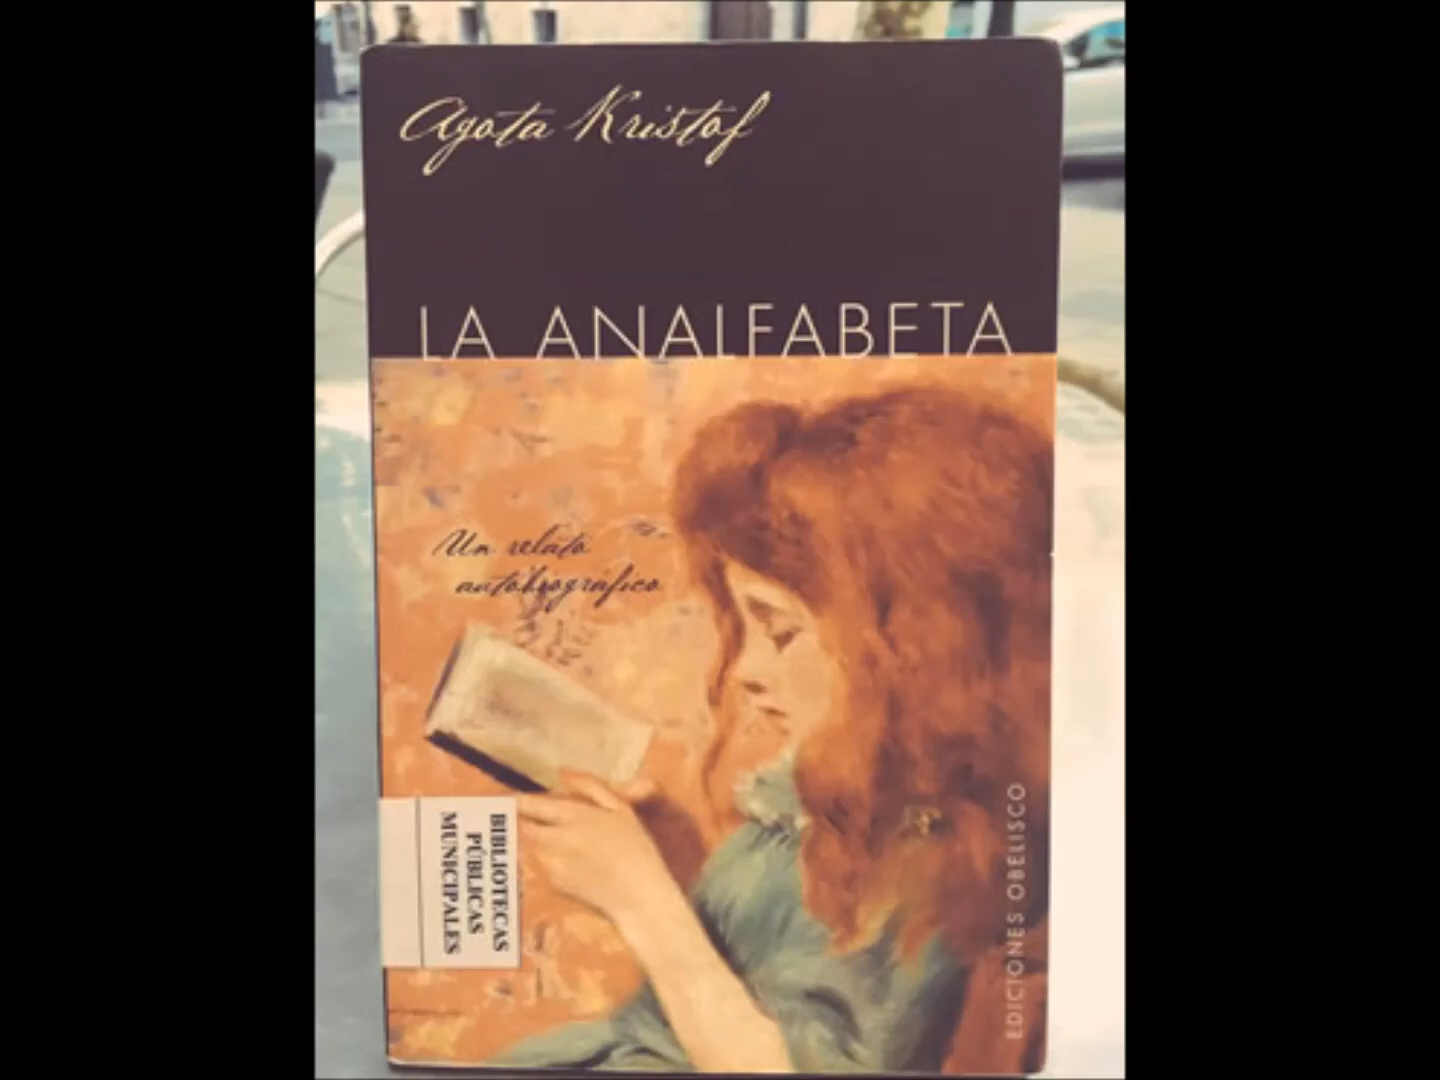 Agota Kristof
LA ANALFABETA
Un relato
autobiográfico
BIBLIOTECAS
PÚBLICAS
MUNICIPALES
EDICIONES OBELISCO